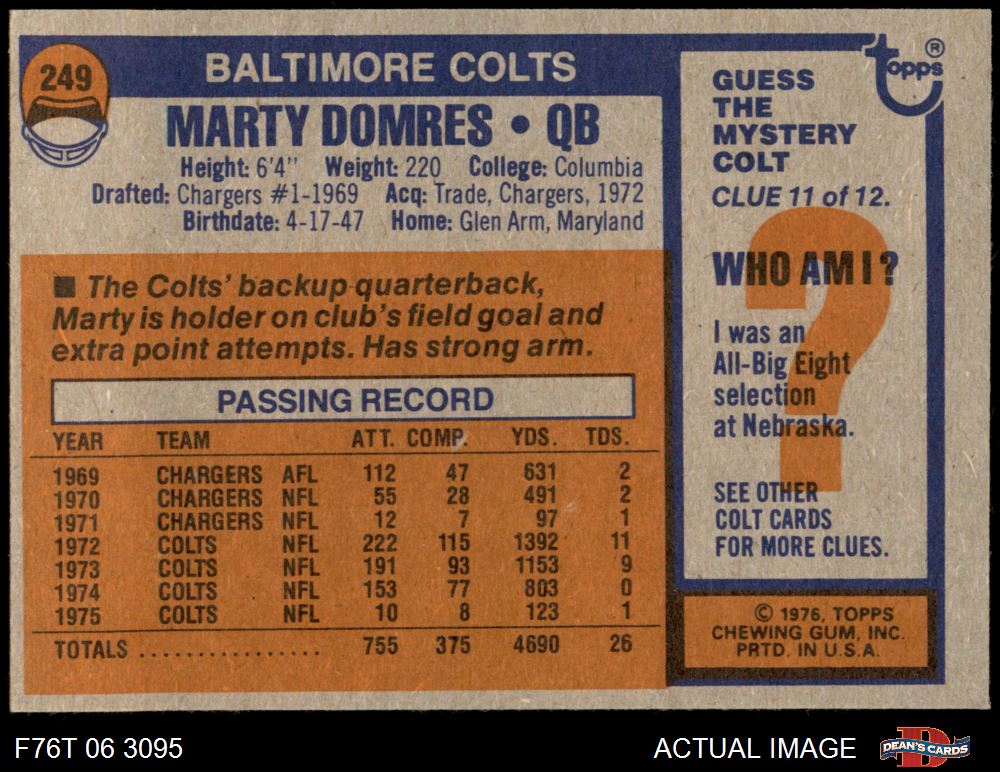 249
BALTIMORE COLTS
MARTY DOMRES • QB
Height: 6'4" Weight: 220 College: Columbia
Drafted: Chargers #1-1969 Acq: Trade, Chargers, 1972
Birthdate: 4-17-47 Home: Glen Arm, Maryland
■ The Colts' backup quarterback,
Marty is holder on club's field goal and
extra point attempts. Has strong arm.
PASSING RECORD
YEAR TEAM ATT. COMP. YDS. TDS.
1969 CHARGERS AFL 112 47 631 2
1970 CHARGERS NFL 55 28 491 2
1971 CHARGERS NFL 12 7 97 1
1972 COLTS NFL 222 115 1392 11
1973 COLTS NFL 191 93 1153 9
1974 COLTS NFL 153 77 803 0
1975 COLTS NFL 10 8 123 1
TOTALS ................ 755 375 4690 26
topps®
GUESS
THE
MYSTERY
COLT
CLUE 11 of 12.
WHO AM I?
?
I was an
All-Big Eight
selection
at Nebraska.
SEE OTHER
COLT CARDS
FOR MORE CLUES.
© 1976, TOPPS
CHEWING GUM, INC.
PRTD. IN U.S.A.
F76T 06 3095
ACTUAL IMAGE
DEAN'S CARDS